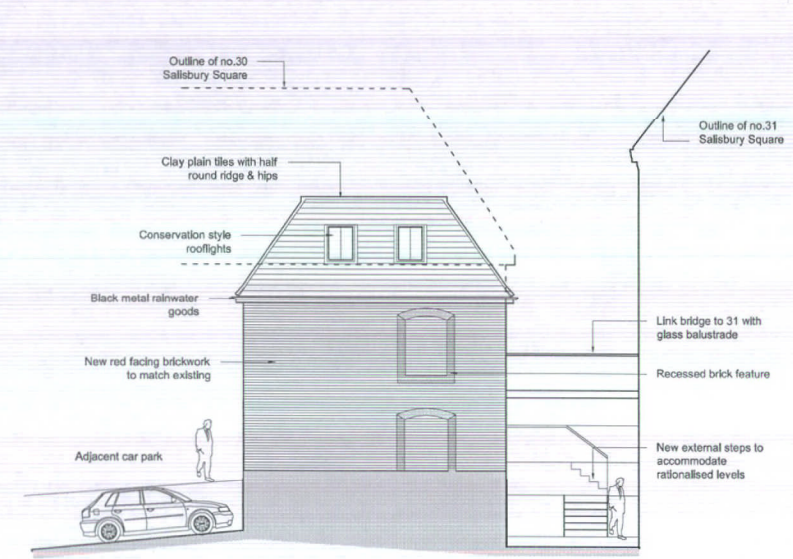 Outline of no.30
Salisbury Square
Outline of no.31
Salisbury Square
Clay plain tiles with half
round ridge & hips
Conservation style
rooflights
Black metal rainwater
goods
Link bridge to 31 with
glass balustrade
New red facing brickwork
to match existing
Recessed brick feature
Adjacent car park
New external steps to
accommodate
rationalised levels